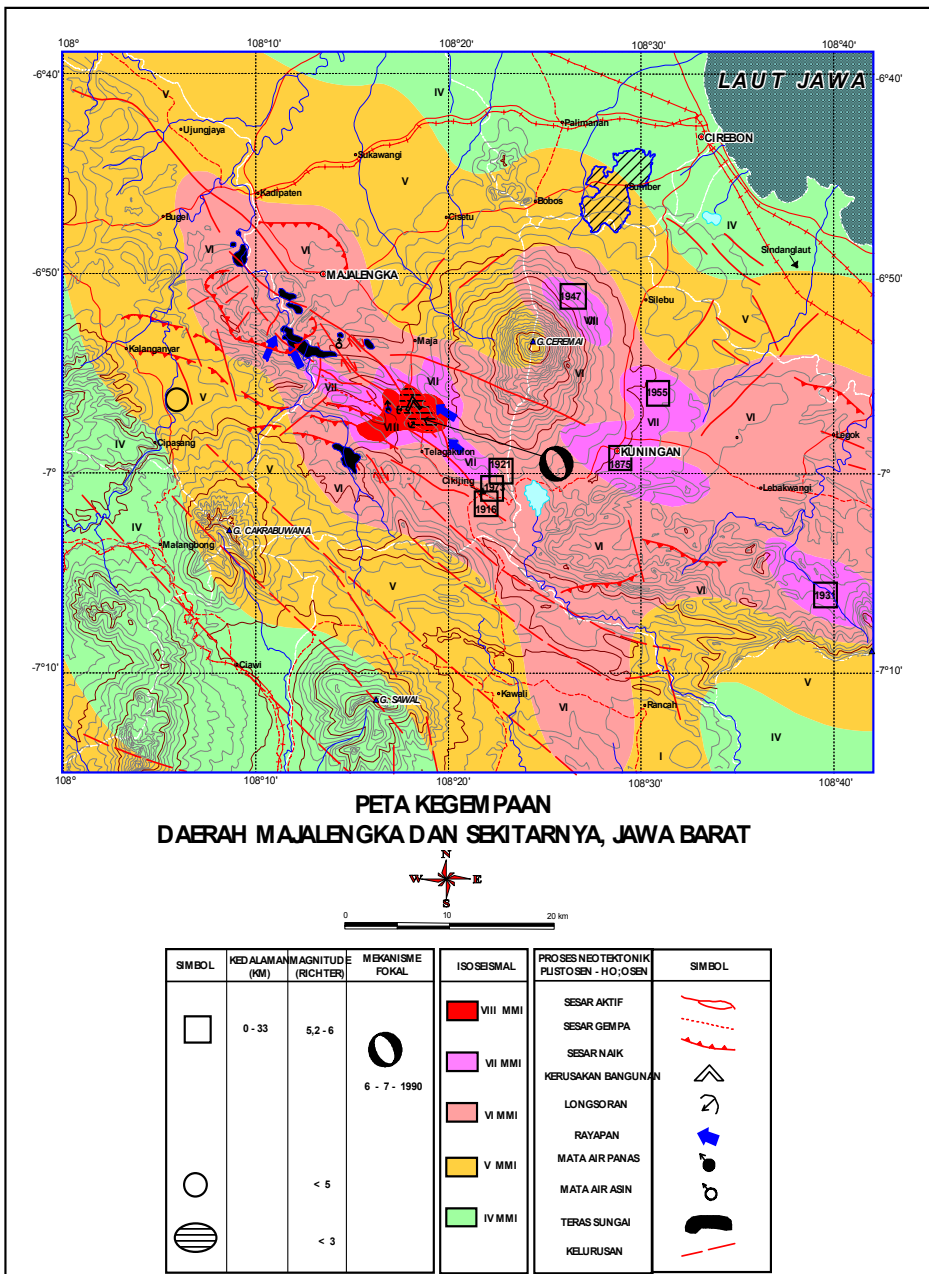 108° 108°10' 108°20' 108°30' 108°40'
-6°40' -6°40'
LAUT JAWA
IV
V
Ujungjaya
Palimanan
CIREBON
Sukawangi
V
Kadipaten
Sumber
Bugel
Cisetu
Bobos
IV
VI
VI
Sindanglaut
-6°50' -6°50'
MAJALENGKA
1947
Silebu
VII
V
Kalanganyar
Maja
G.CEREMAI
VI
VII
VII
1955
V
VI
VIII
VII
IV
Cipasang
Telagakulon
VII
KUNINGAN
Legok
-7° -7°
V
VI
Cikijing
1921
1973
1916
1875
Lebakwangi
IV
G. CAKRABUWANA
Malangbong
V
VI
VI
1931
-7°10' -7°10'
Ciawi
V
G. SAWAL
Kawali
VI
Rancah
IV
I
108° 108°10' 108°20' 108°30' 108°40'
PETA KEGEMPAAN
DAERAH MAJALENGKA DAN SEKITARNYA, JAWA BARAT
N
W E
S
0 10 20 km
SIMBOL KEDALAMAN (KM) MAGNITUDE (RICHTER) MEKANISME FOKAL
0 - 33 5,2 - 6
6 - 7 - 1990
< 5
< 3
ISOSEISMAL
VIII MMI
VII MMI
VI MMI
V MMI
IV MMI
PROSES NEOTEKTONIK PLISTOSEN - HO;OSEN SIMBOL
SESAR AKTIF
SESAR GEMPA
SESAR NAIK
KERUSAKAN BANGUNAN
LONGSORAN
RAYAPAN
MATA AIR PANAS
MATA AIR ASIN
TERAS SUNGAI
KELURUSAN